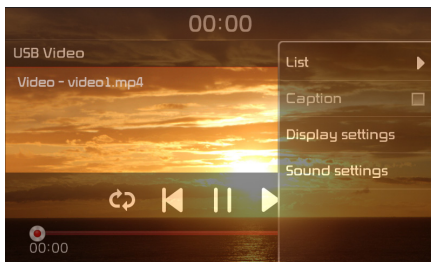 00:00
USB Video
Video - video1.mp4
List
Caption
Display settings
Sound settings
00:00